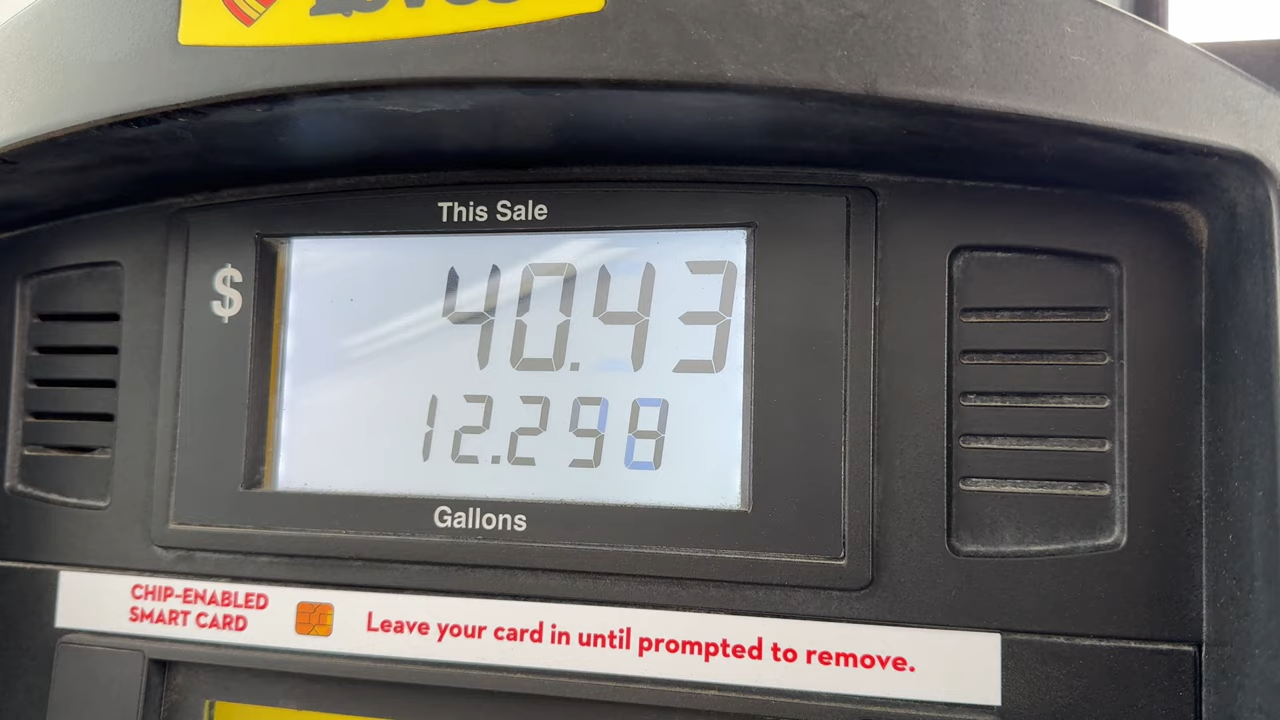 This Sale
$
40.43
12.298
Gallons
CHIP-ENABLED
SMART CARD
Leave your card in until prompted to remove.